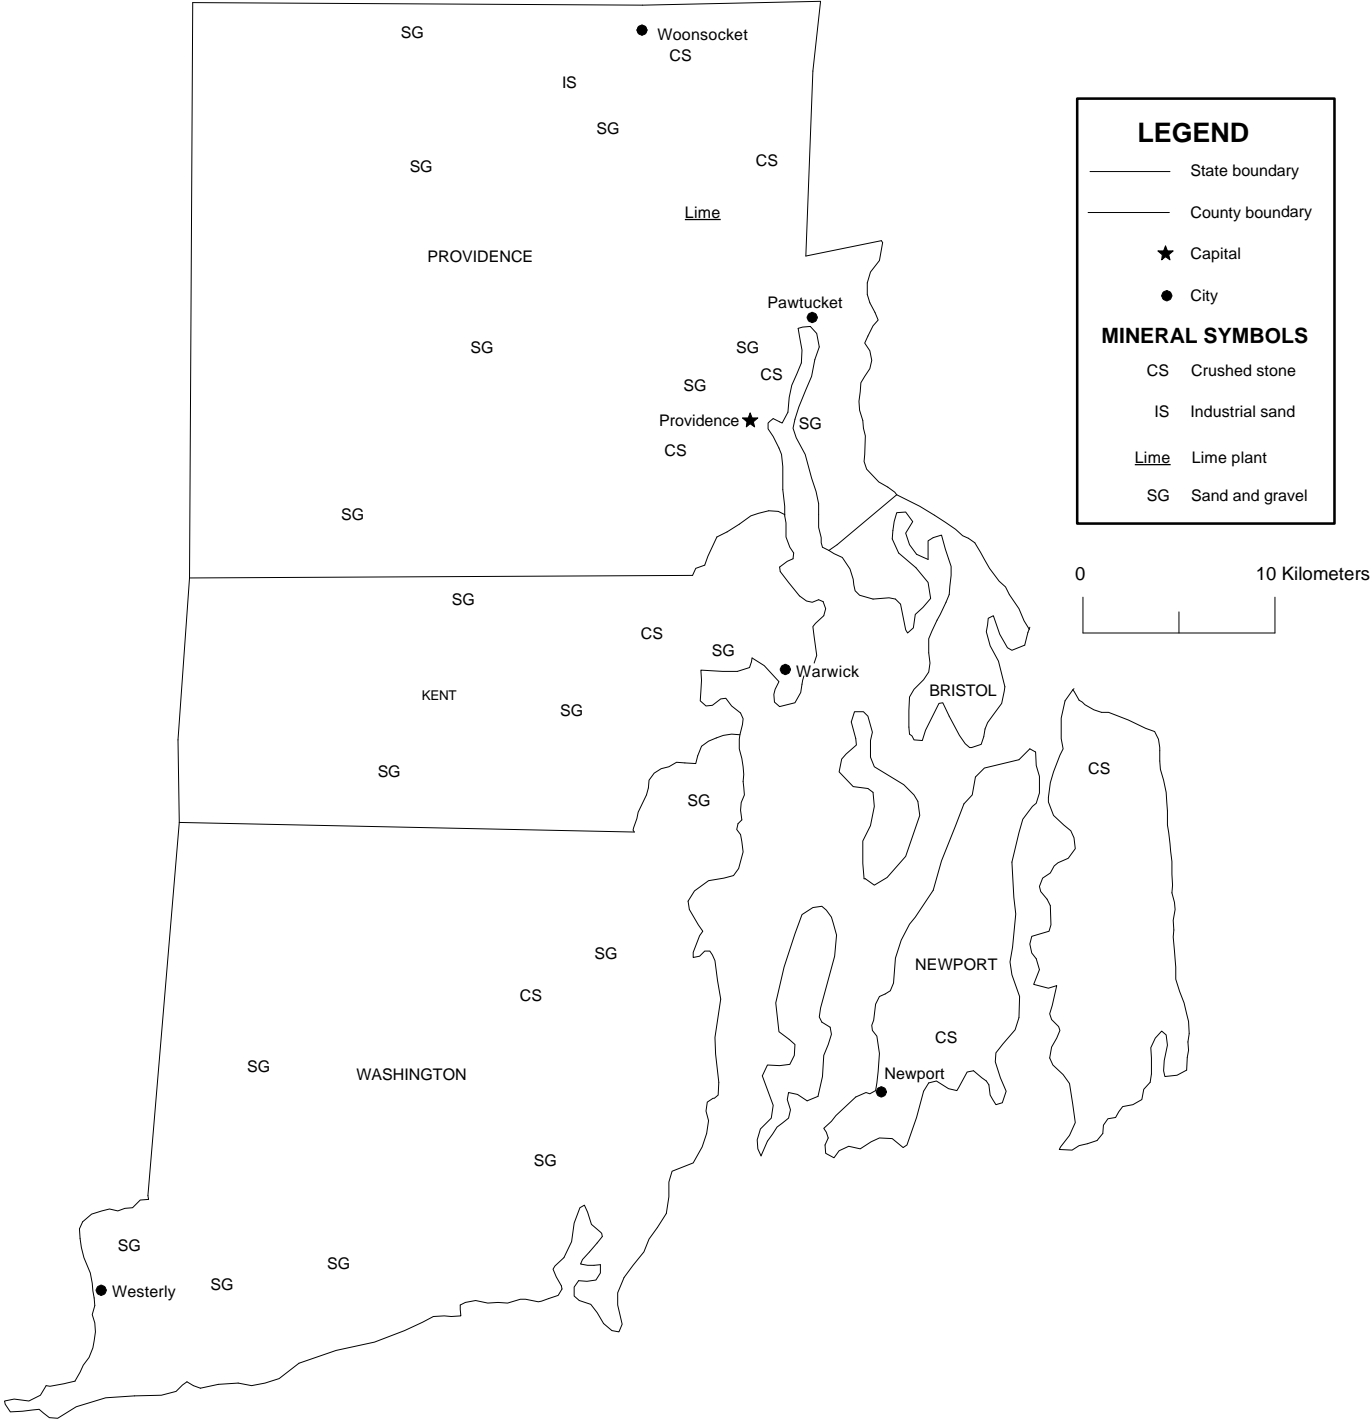 SG
Woonsocket
CS
IS
SG
CS
SG
Lime
PROVIDENCE
Pawtucket
SG
SG
CS
SG
Providence
SG
CS
SG
SG
CS
SG
Warwick
KENT
BRISTOL
SG
SG
CS
SG
SG
NEWPORT
CS
CS
SG
WASHINGTON
Newport
SG
SG
SG
SG
Westerly
LEGEND
State boundary
County boundary
Capital
City
MINERAL SYMBOLS
CS Crushed stone
IS Industrial sand
Lime Lime plant
SG Sand and gravel
0 10 Kilometers